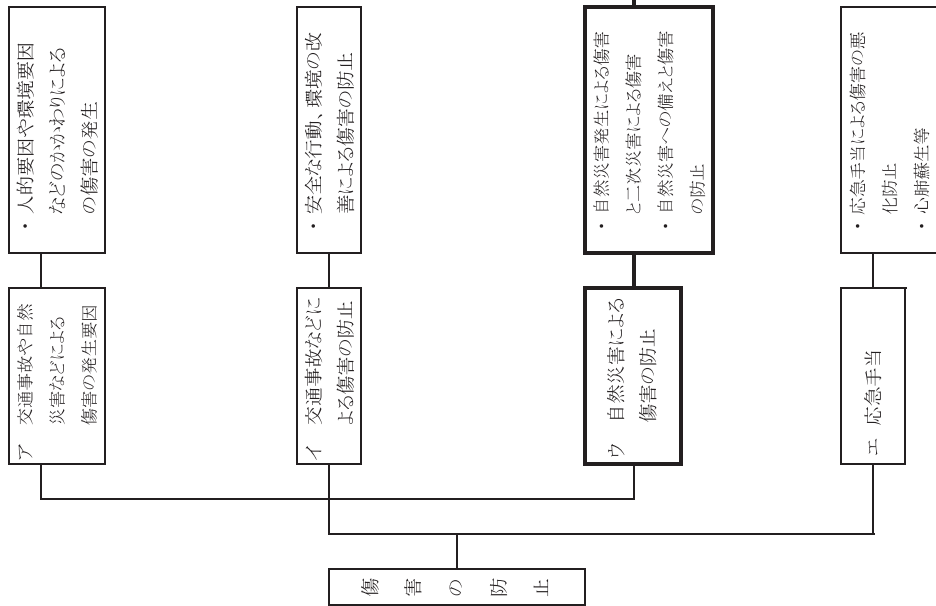 傷害の防止
ア 交通事故や自然
災害などによる
傷害の発生要因
・人的要因や環境要因
などのかかわりによる
の傷害の発生
イ 交通事故などに
よる傷害の防止
・安全な行動、環境の改
善による傷害の防止
ウ 自然災害による
傷害の防止
・自然災害発生による傷害
と二次災害による傷害
・自然災害への備えと傷害
の防止
エ 応急手当
・応急手当による傷害の悪
化防止
・心肺蘇生等